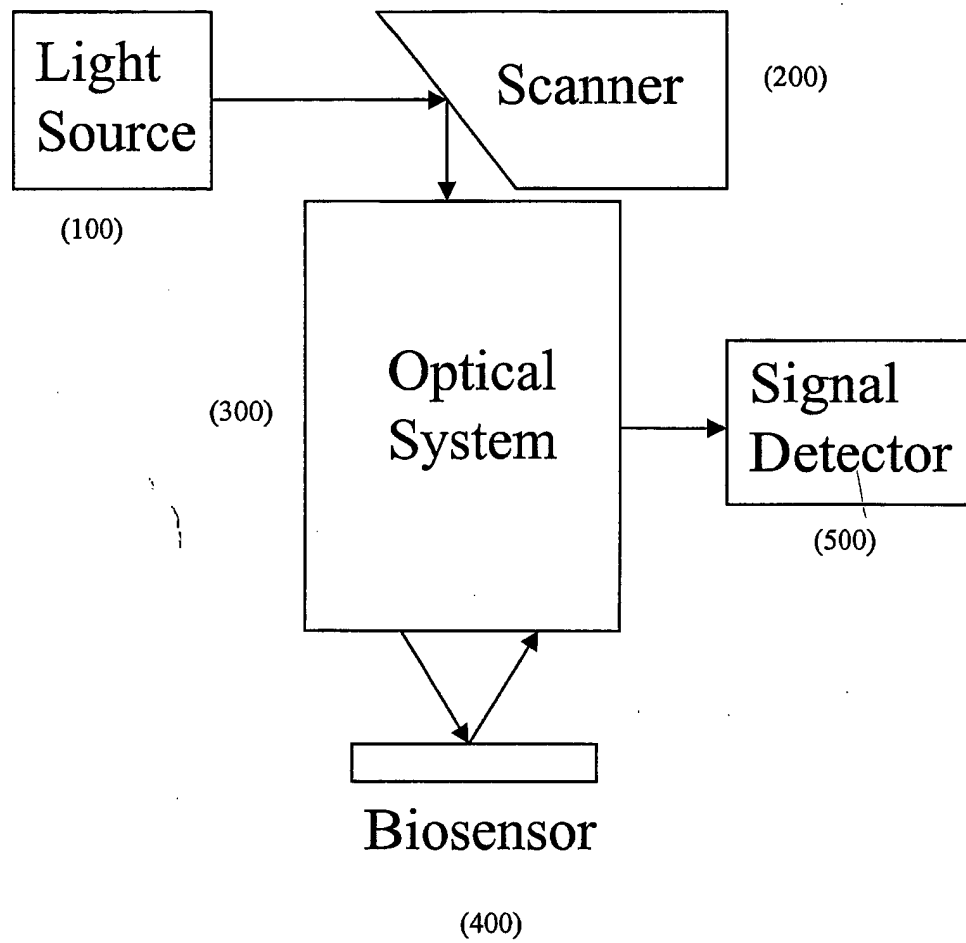 Light
Source
Scanner
(200)
(100)
Optical
System
(300)
Signal
Detector
(500)
Biosensor
(400)